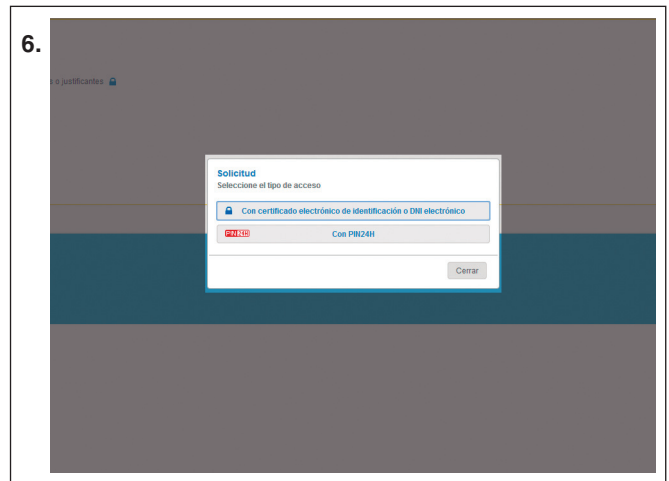 6.
s o justificantes
Solicitud
Seleccione el tipo de acceso
Con certificado electrónico de identificación o DNI electrónico
PIN24H Con PIN24H
Cerrar